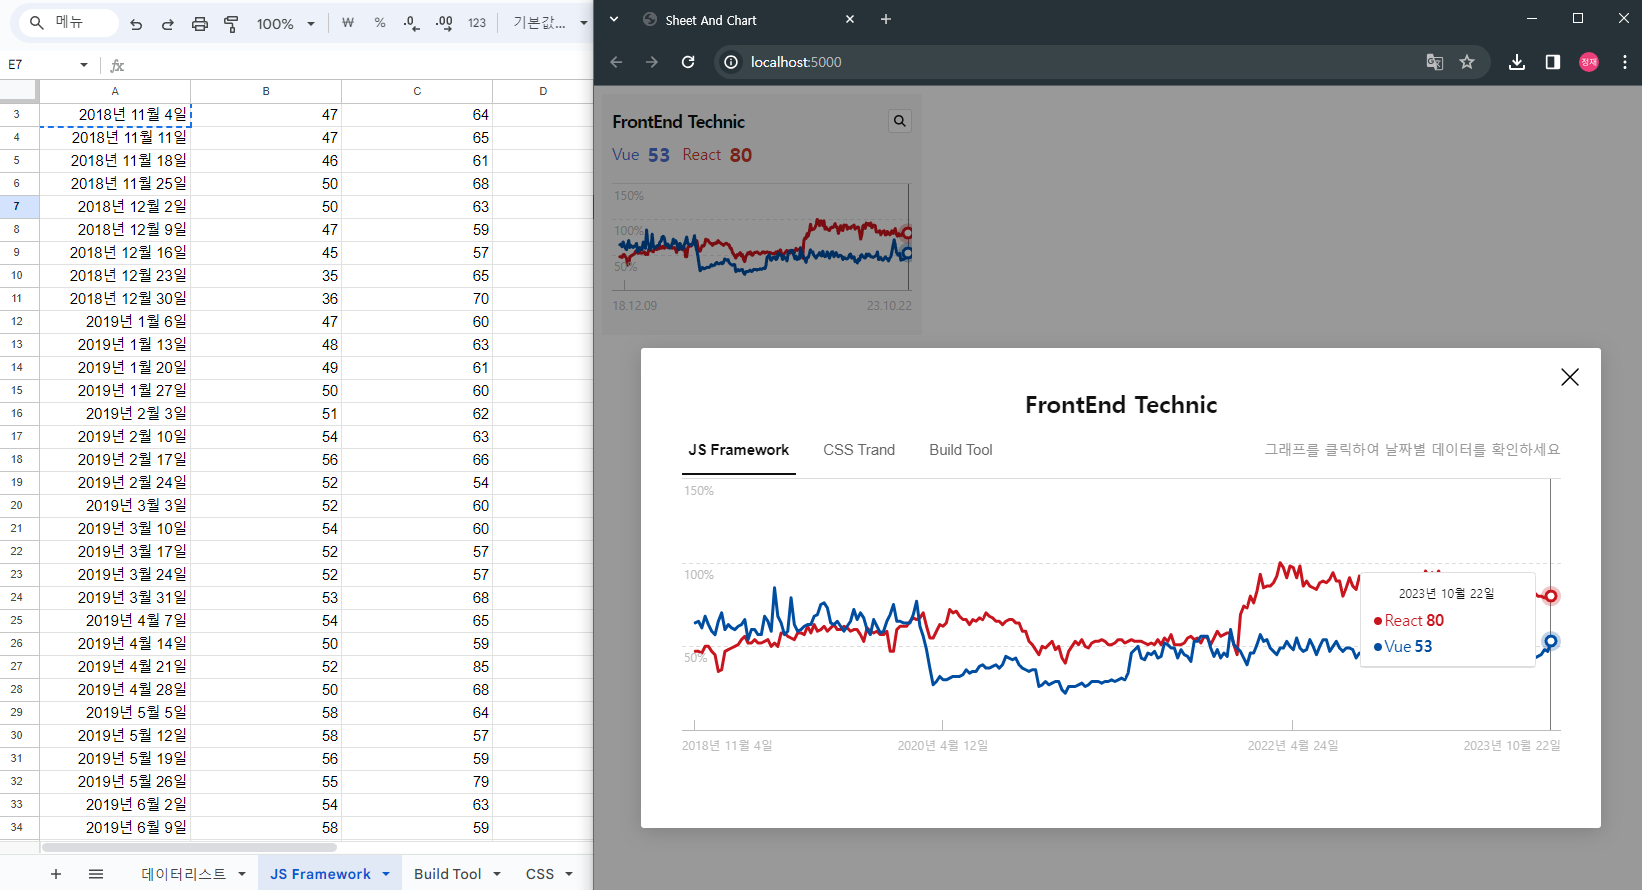 메뉴 100% ₩ % .0 .00 123 기본값...
E7 fx
A B C D
3 2018년 11월 4일 47 64
4 2018년 11월 11일 47 65
5 2018년 11월 18일 46 61
6 2018년 11월 25일 50 68
7 2018년 12월 2일 50 63
8 2018년 12월 9일 47 59
9 2018년 12월 16일 45 57
10 2018년 12월 23일 35 65
11 2018년 12월 30일 36 70
12 2019년 1월 6일 47 60
13 2019년 1월 13일 48 63
14 2019년 1월 20일 49 61
15 2019년 1월 27일 50 60
16 2019년 2월 3일 51 62
17 2019년 2월 10일 54 63
18 2019년 2월 17일 56 66
19 2019년 2월 24일 52 54
20 2019년 3월 3일 52 60
21 2019년 3월 10일 54 60
22 2019년 3월 17일 52 57
23 2019년 3월 24일 52 57
24 2019년 3월 31일 53 68
25 2019년 4월 7일 54 65
26 2019년 4월 14일 50 59
27 2019년 4월 21일 52 85
28 2019년 4월 28일 50 68
29 2019년 5월 5일 58 64
30 2019년 5월 12일 58 57
31 2019년 5월 19일 56 59
32 2019년 5월 26일 55 79
33 2019년 6월 2일 54 63
34 2019년 6월 9일 58 59
데이터리스트 JS Framework Build Tool CSS
Sheet And Chart
localhost:5000 정재
FrontEnd Technic
Vue 53 React 80
150%
100%
50%
18.12.09 23.10.22
FrontEnd Technic
JS Framework CSS Trand Build Tool 그래프를 클릭하여 날짜별 데이터를 확인하세요
150%
100%
2023년 10월 22일
React 80
Vue 53
50%
2018년 11월 4일 2020년 4월 12일 2022년 4월 24일 2023년 10월 22일